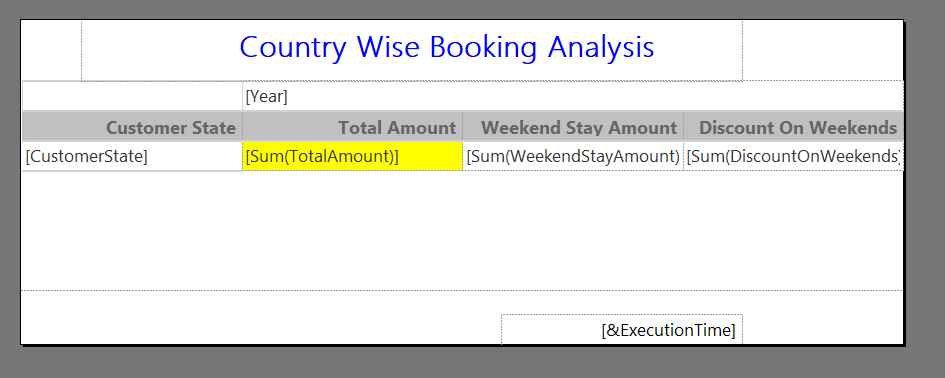 Country Wise Booking Analysis
[Year]
Customer State Total Amount Weekend Stay Amount Discount On Weekends
[CustomerState] [Sum(TotalAmount)] [Sum(WeekendStayAmount) [Sum(DiscountOnWeekends)
[&ExecutionTime]